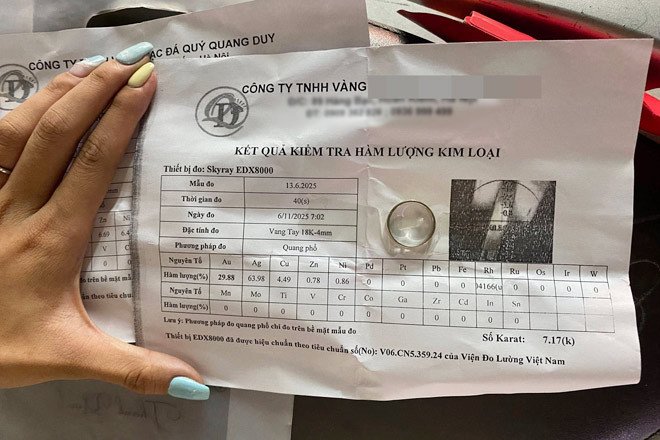 ẠC ĐÁ QUÝ QUANG DUY
CÔNG TY TNHH VÀNG
KẾT QUẢ KIỂM TRA HÀM LƯỢNG KIM LOẠI
Thiết bị đo: Skyray EDX8000
Mẫu đo 13.6.2025
Thời gian đo 40(s)
Ngày đo 6/11/2025 7:02
Đặc tính đo Vang Tay 18K-4mm
Phương pháp đo Quang phổ
Nguyên Tố Au Ag Cu Zn Ni Pd Pt Pb Fe Rh Ru Os Ir W
Hàm lượng(%) 29.88 63.98 4.49 0.78 0.86 0 0 0 0 04166(u 0 0 0 0
Nguyên Tố Mn Mo Ti V Cr Co Ga Zr Cd In Sn
Hàm lượng(%) 0 0 0 0 0 0 0 0 0 0 0
Lưu ý: Phương pháp đo quang phổ chỉ đo trên bề mặt mẫu đo
Số Karat: 7.17(k)
Thiết bị EDX8000 đã được hiệu chuẩn theo tiêu chuẩn số(No): V06.CN5.359.24 của Viện Đo Lường Việt Nam